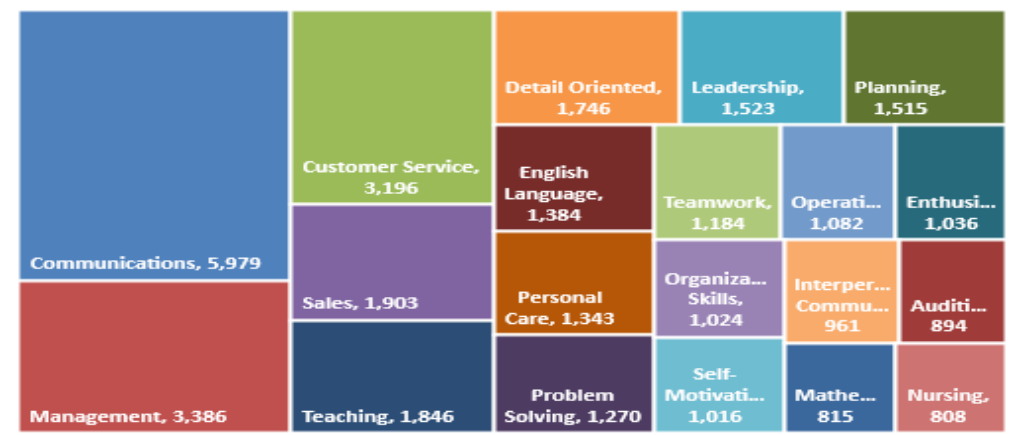 Communications, 5,979
Management, 3,386
Customer Service,
3,196
Sales, 1,903
Teaching, 1,846
Detail Oriented,
1,746
Leadership,
1,523
Planning,
1,515
English
Language,
1,384
Personal
Care, 1,343
Problem
Solving, 1,270
Teamwork,
1,184
Operati...
1,082
Enthusi...
1,036
Organiza...
Skills,
1,024
Interper...
Commu...
961
Auditi...
894
Self-
Motivati...
1,016
Mathe...
815
Nursing,
808